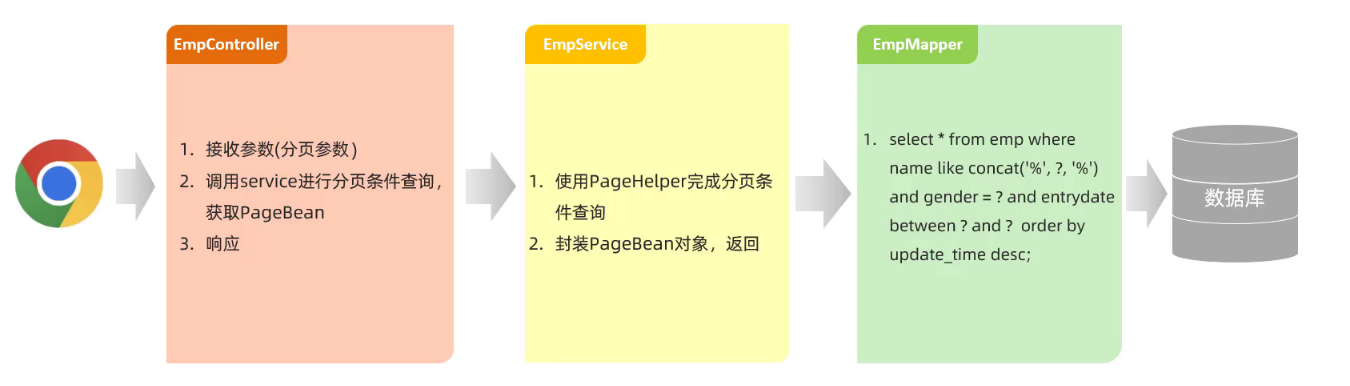 EmpController
1. 接收参数(分页参数)
2. 调用service进行分页条件查询,
获取PageBean
3. 响应
EmpService
1. 使用PageHelper完成分页条
件查询
2. 封装PageBean对象，返回
EmpMapper
1. select * from emp where
name like concat('%', ?, '%')
and gender = ? and entrydate
between ? and ? order by
update_time desc;
数据库